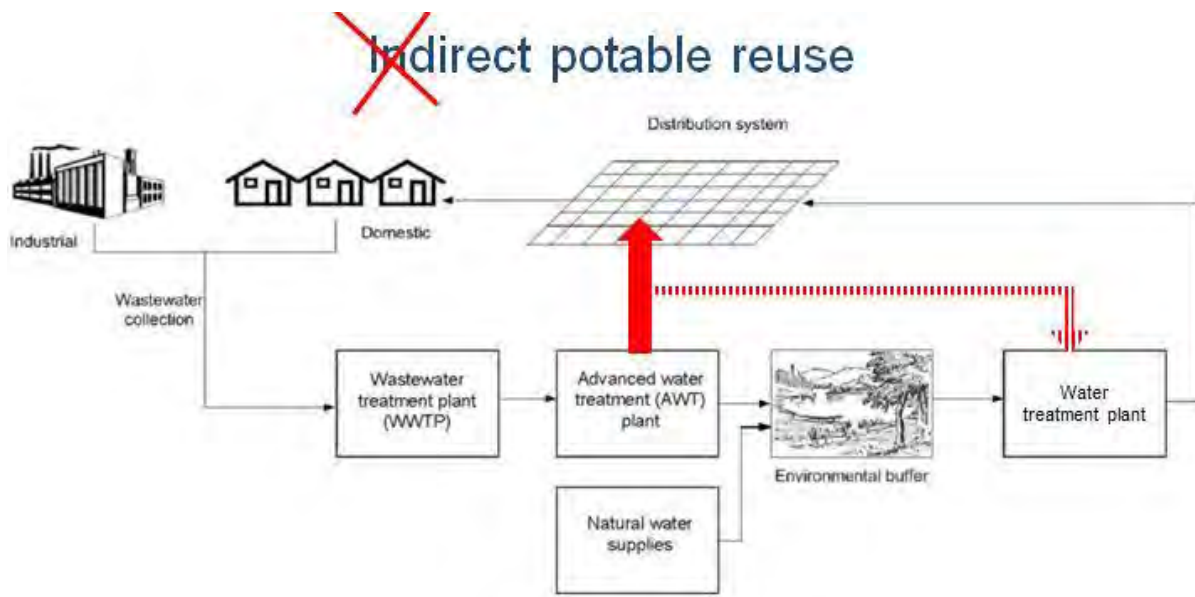 Indirect potable reuse
Distribution system
Industrial
Domestic
Wastewater
collection
Wastewater
treatment plant
(WWTP)
Advanced water
treatment (AWT)
plant
Water
treatment plant
Environmental buffer
Natural water
supplies